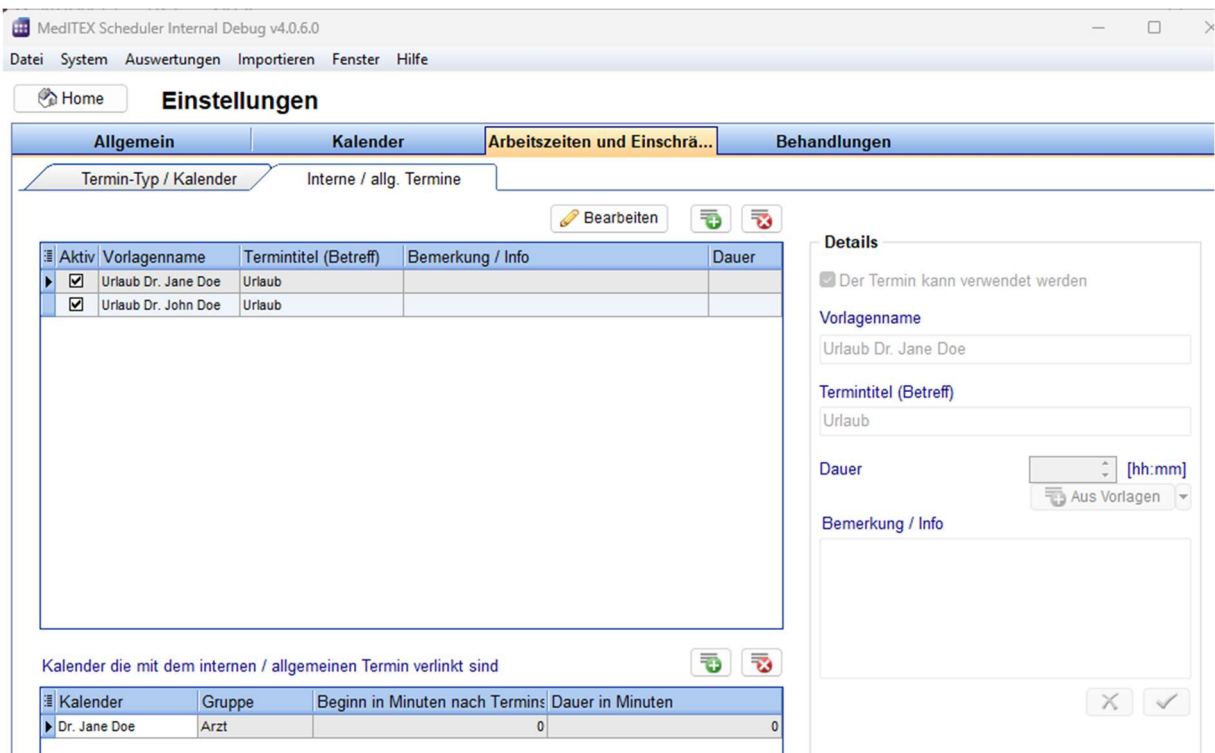 MedITEX Scheduler Internal Debug v4.0.6.0
Datei System Auswertungen Importieren Fenster Hilfe
Home Einstellungen
Allgemein Kalender Arbeitszeiten und Einschrä... Behandlungen
Termin-Typ / Kalender Interne / allg. Termine
Bearbeiten
Aktiv Vorlagenname Termintitel (Betreff) Bemerkung / Info Dauer
Urlaub Dr. Jane Doe Urlaub
Urlaub Dr. John Doe Urlaub
Details
Der Termin kann verwendet werden
Vorlagenname
Urlaub Dr. Jane Doe
Termintitel (Betreff)
Urlaub
Dauer [hh:mm]
Aus Vorlagen
Bemerkung / Info
Kalender die mit dem internen / allgemeinen Termin verlinkt sind
Kalender Gruppe Beginn in Minuten nach Termins Dauer in Minuten
Dr. Jane Doe Arzt 0 0